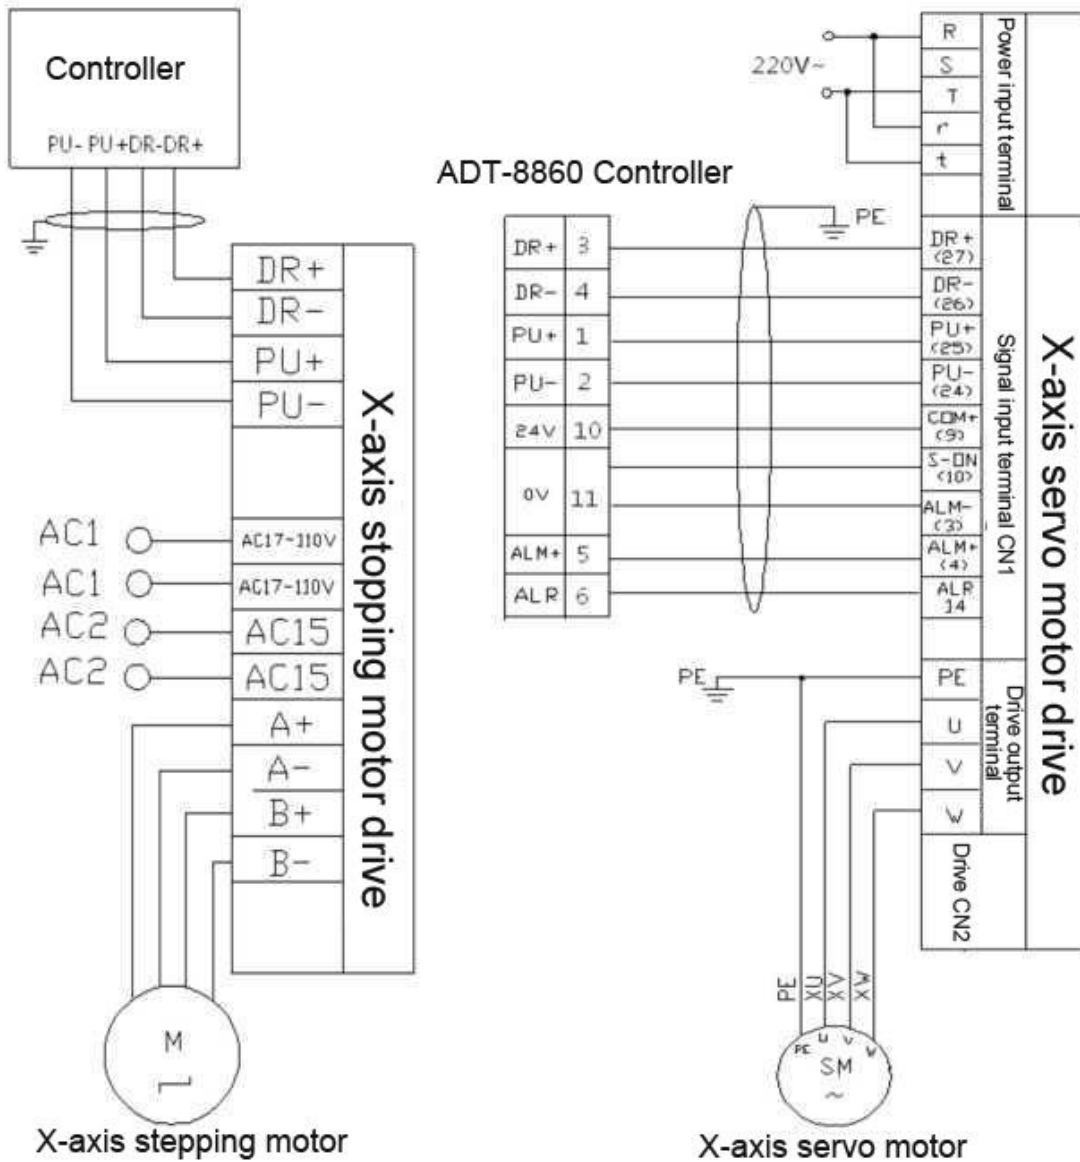 Controller
PU- PU+DR-DR+
DR+
DR-
PU+
PU-
AC1
AC17-110V
AC1
AC17-110V
AC2
AC15
AC2
AC15
A+
A-
B+
B-
X-axis stopping motor drive
M
X-axis stepping motor
220V~
R
S
T
r
t
Power input terminal
ADT-8860 Controller
PE
DR+ 3
DR- 4
PU+ 1
PU- 2
24V 10
0V 11
ALM+ 5
ALR 6
DR+
(27)
DR-
(26)
PU+
(25)
PU-
(24)
COM+
(9)
S-ON
(10)
ALM-
(3)
ALM+
(4)
ALR
14
Signal input terminal CN1
X-axis servo motor drive
PE
PE
U
V
W
Drive output
terminal
Drive CN2
PE
XU
XV
XW
PE
U
V
W
SM
~
X-axis servo motor